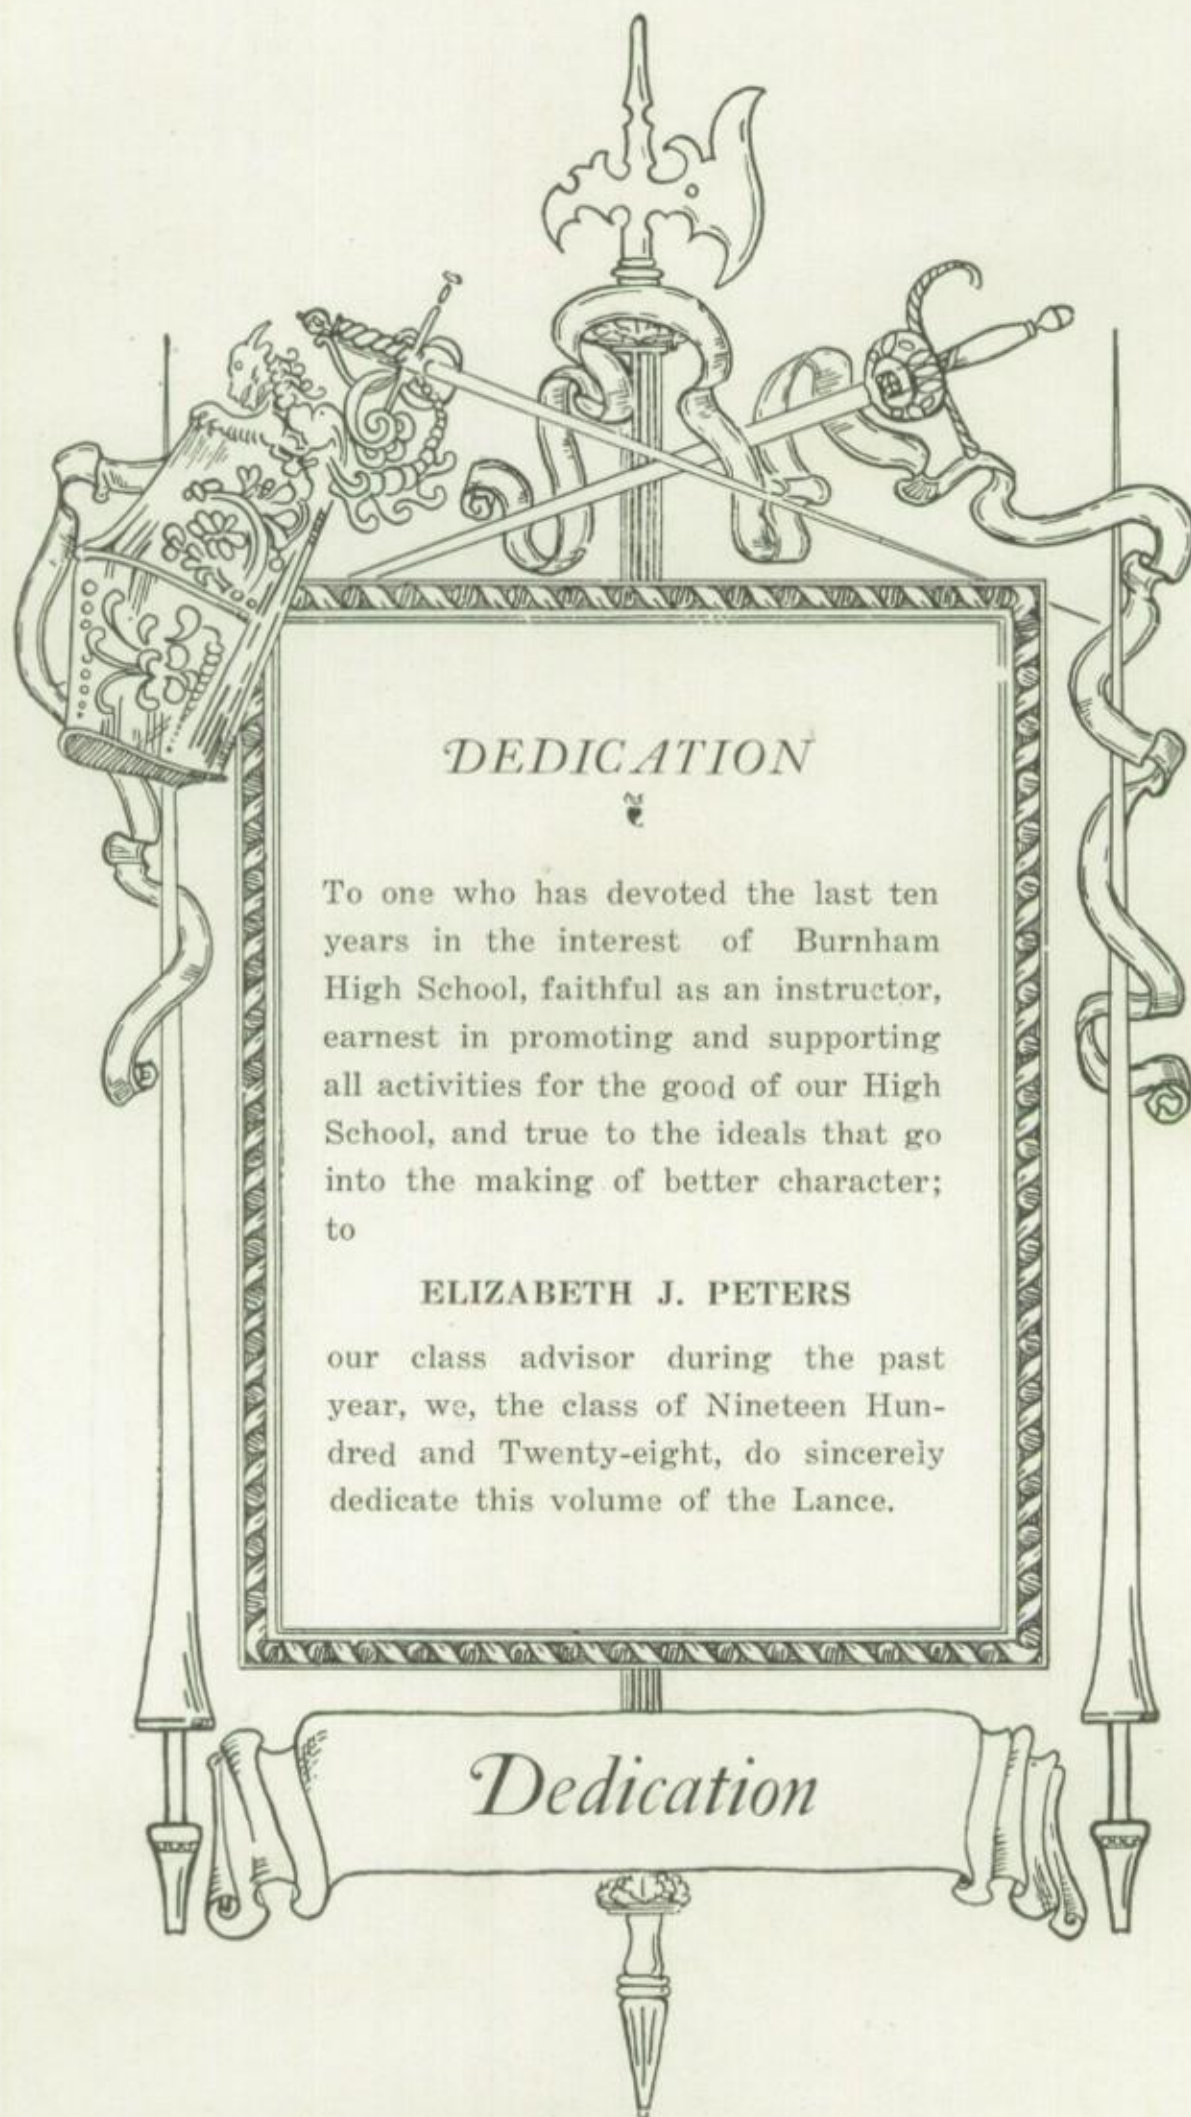 DEDICATION
To one who has devoted the last ten
years in the interest of Burnham
High School, faithful as an instructor,
earnest in promoting and supporting
all activities for the good of our High
School, and true to the ideals that go
into the making of better character;
to
ELIZABETH J. PETERS
our class advisor during the past
year, we, the class of Nineteen Hun-
dred and Twenty-eight, do sincerely
dedicate this volume of the Lance.
Dedication